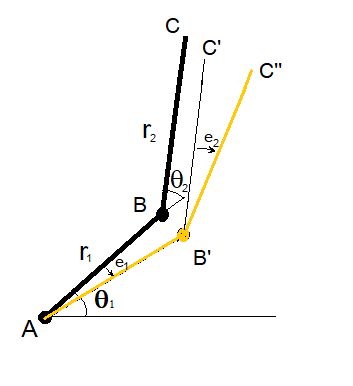 C
C'
C"
r₂
e₂
θ₂
B
B'
r₁
e₁
θ₁
A